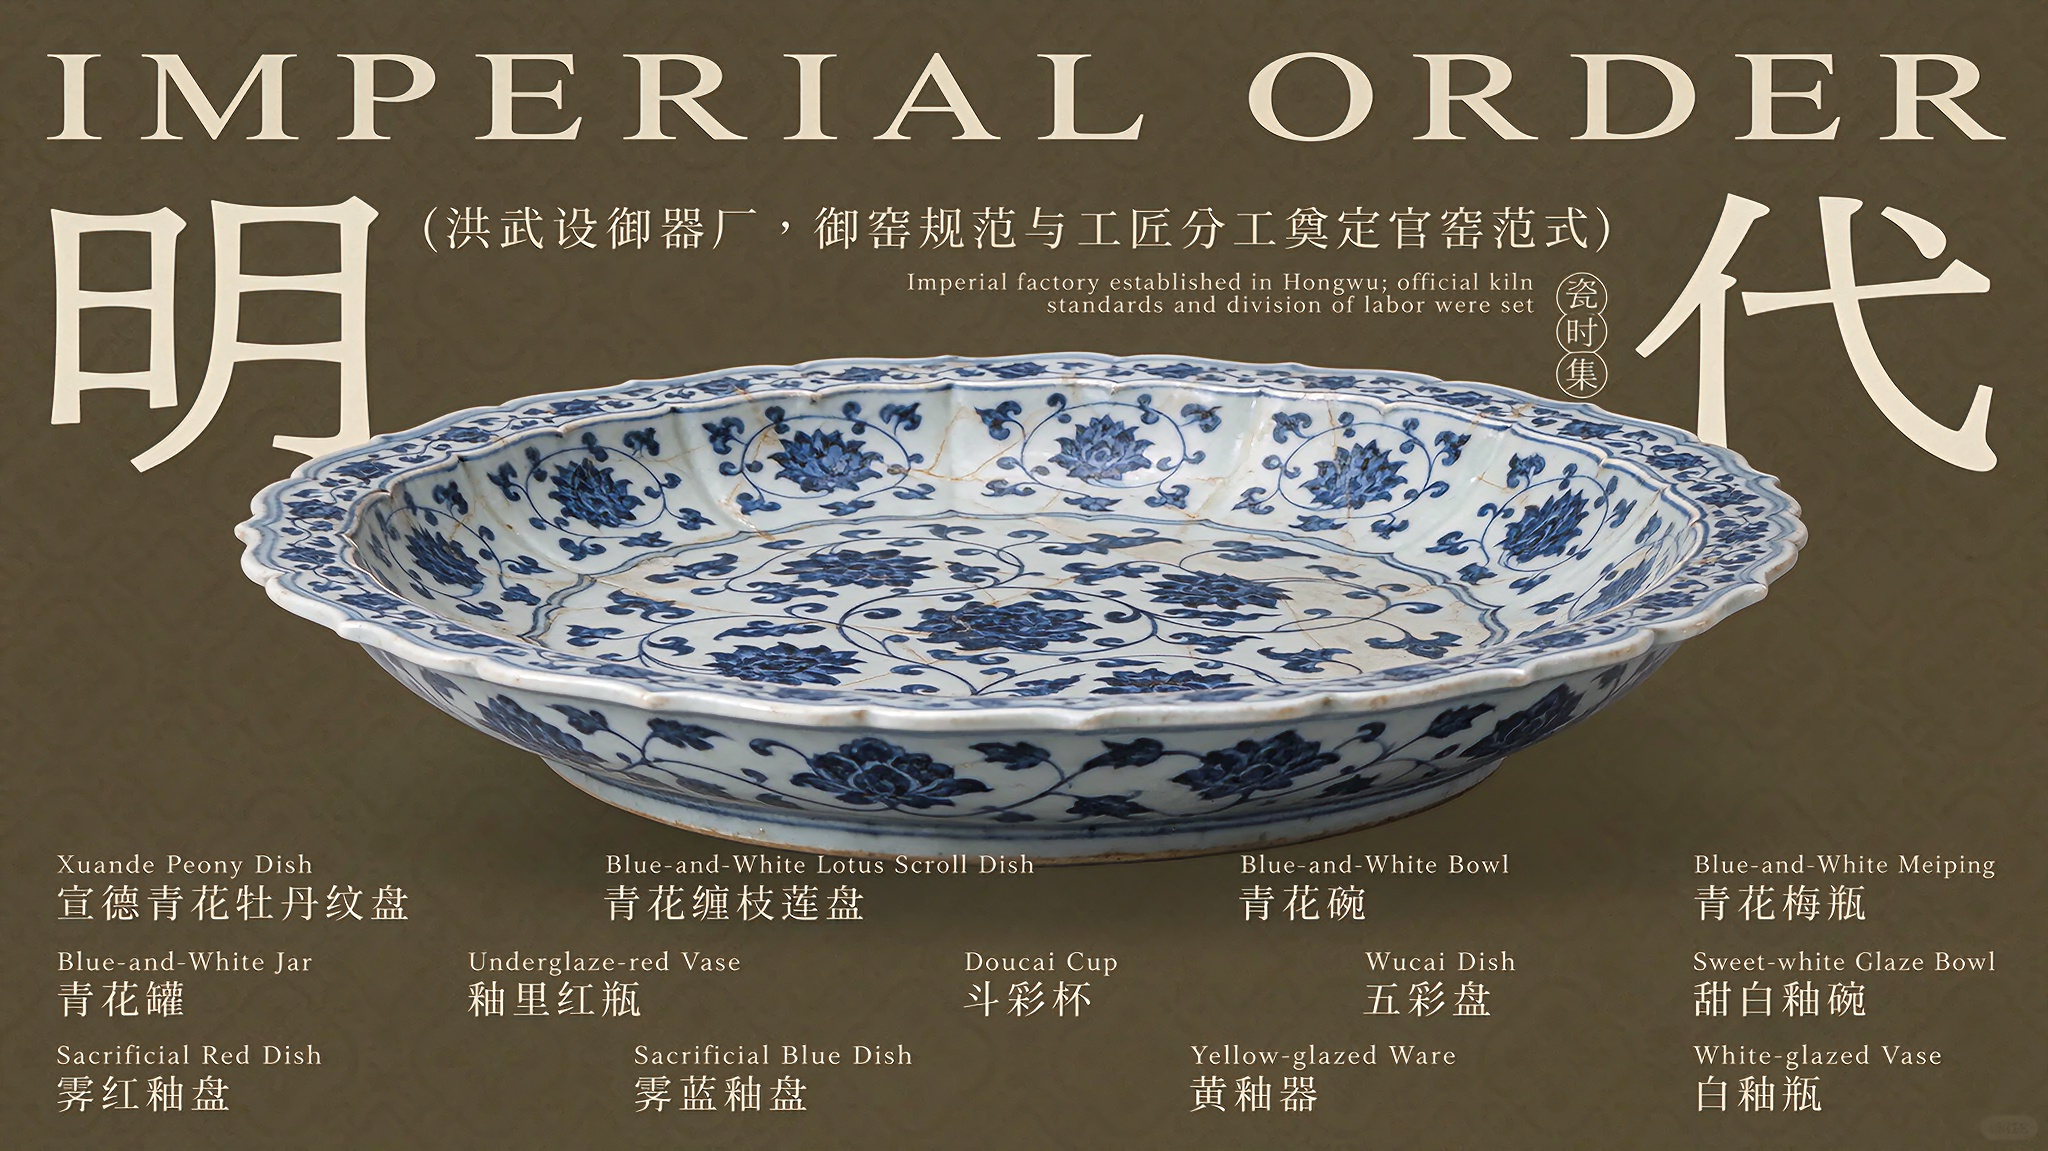 IMPERIAL ORDER
明代
(洪武设御器厂，御窑规范与工匠分工奠定官窑范式)
Imperial factory established in Hongwu; official kiln
standards and division of labor were set
瓷时集
Xuande Peony Dish
宣德青花牡丹纹盘
Blue-and-White Lotus Scroll Dish
青花缠枝莲盘
Blue-and-White Bowl
青花碗
Blue-and-White Meiping
青花梅瓶
Blue-and-White Jar
青花罐
Underglaze-red Vase
釉里红瓶
Doucai Cup
斗彩杯
Wucai Dish
五彩盘
Sweet-white Glaze Bowl
甜白釉碗
Sacrificial Red Dish
霁红釉盘
Sacrificial Blue Dish
霁蓝釉盘
Yellow-glazed Ware
黄釉器
White-glazed Vase
白釉瓶